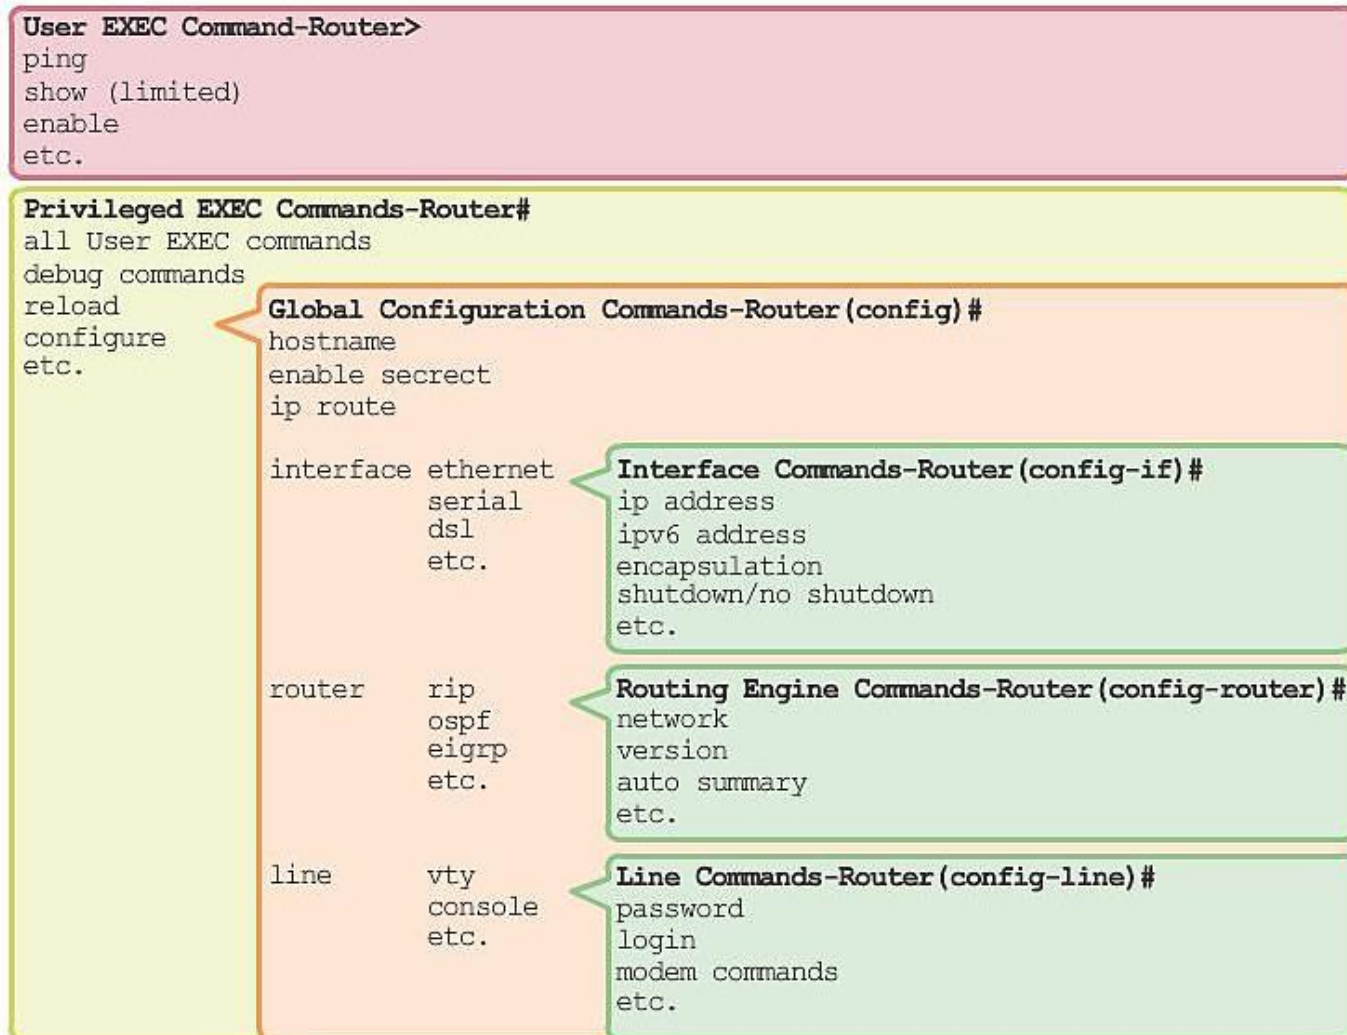 User EXEC Command-Router>
ping
show (limited)
enable
etc.
Privileged EXEC Commands-Router#
all User EXEC commands
debug commands
reload
configure
etc.
Global Configuration Commands-Router(config)#
hostname
enable secrect
ip route
interface ethernet
serial
dsl
etc.
Interface Commands-Router(config-if)#
ip address
ipv6 address
encapsulation
shutdown/no shutdown
etc.
router rip
ospf
eigrp
etc.
Routing Engine Commands-Router(config-router)#
network
version
auto summary
etc.
line vty
console
etc.
Line Commands-Router(config-line)#
password
login
modem commands
etc.